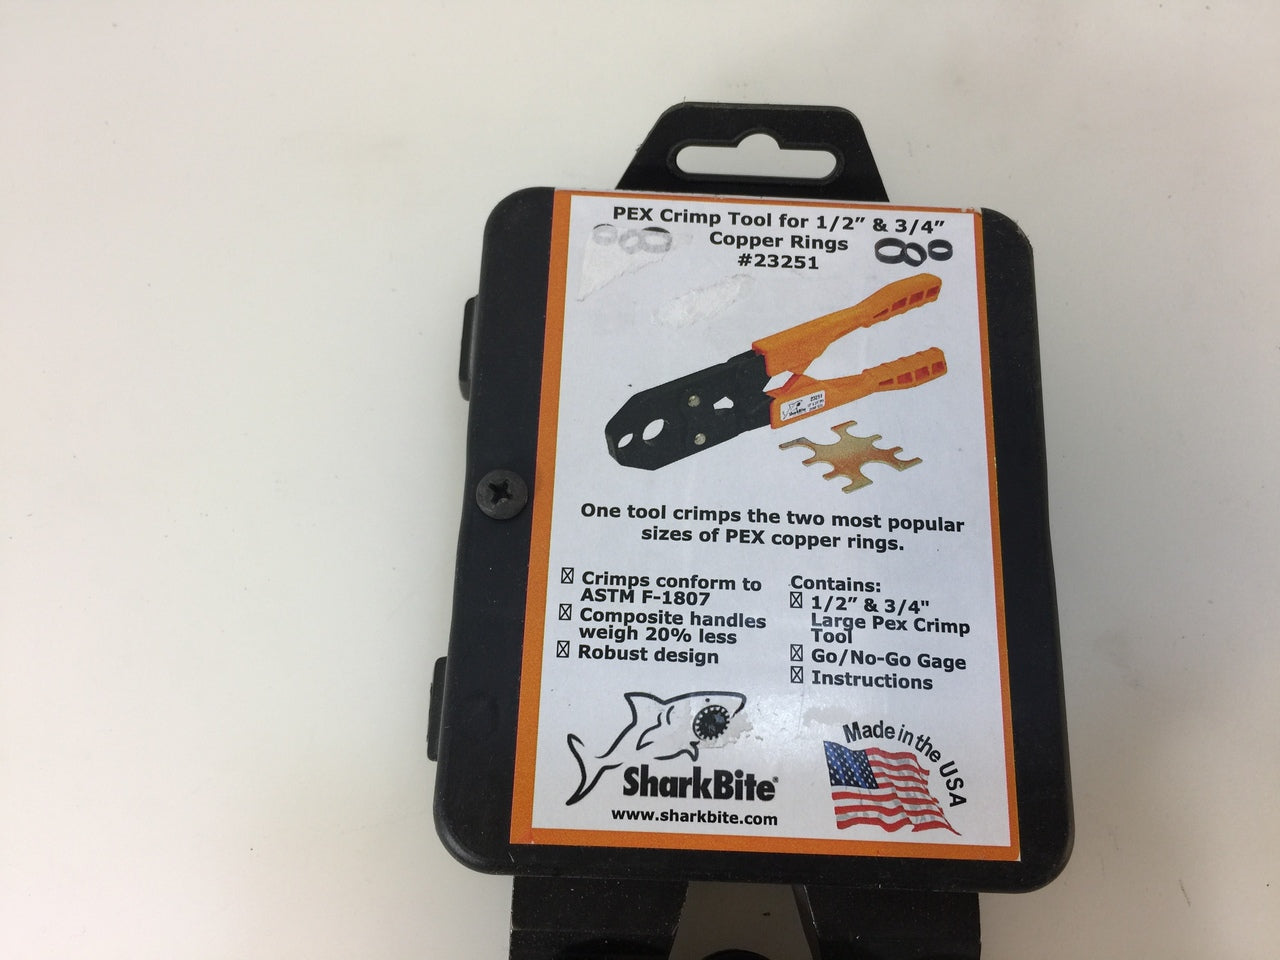 PEX Crimp Tool for 1/2” & 3/4”
Copper Rings
#23251
One tool crimps the two most popular
sizes of PEX copper rings.
Crimps conform to
ASTM F-1807
Composite handles
weigh 20% less
Robust design
Contains:
1/2” & 3/4"
Large Pex Crimp
Tool
Go/No-Go Gage
Instructions
SharkBite®
www.sharkbite.com
Made in the USA